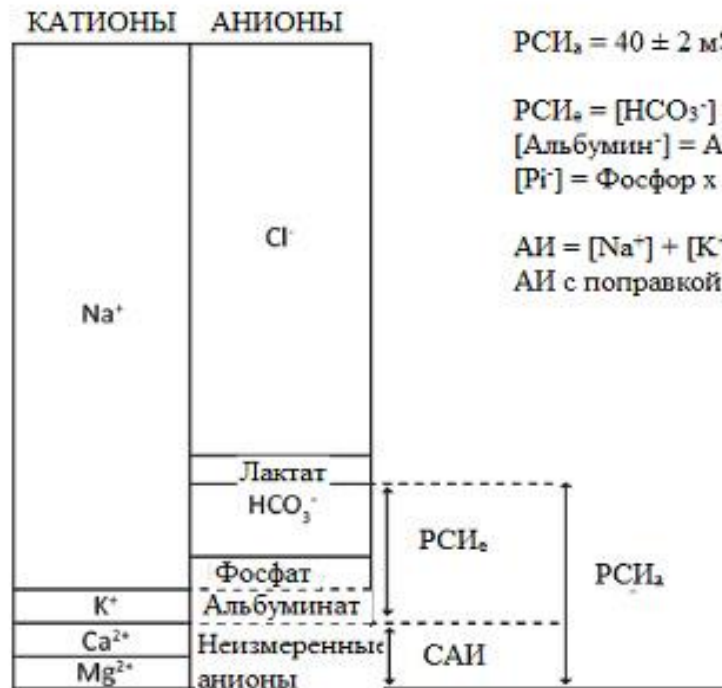 КАТИОНЫ АНИОНЫ
РСИₐ = 40 ± 2 м
РСИₑ = [HCO₃⁻]
[Альбумин⁻] = А
[Pi⁻] = Фосфор x
АИ = [Na⁺] + [K⁺
АИ с поправкой
Cl⁻
Na⁺
Лактат
HCO₃⁻
РСИₑ
Фосфат
РСИₐ
K⁺
Альбуминат
Ca²⁺
Неизмеренные
САИ
Mg²⁺
анионы